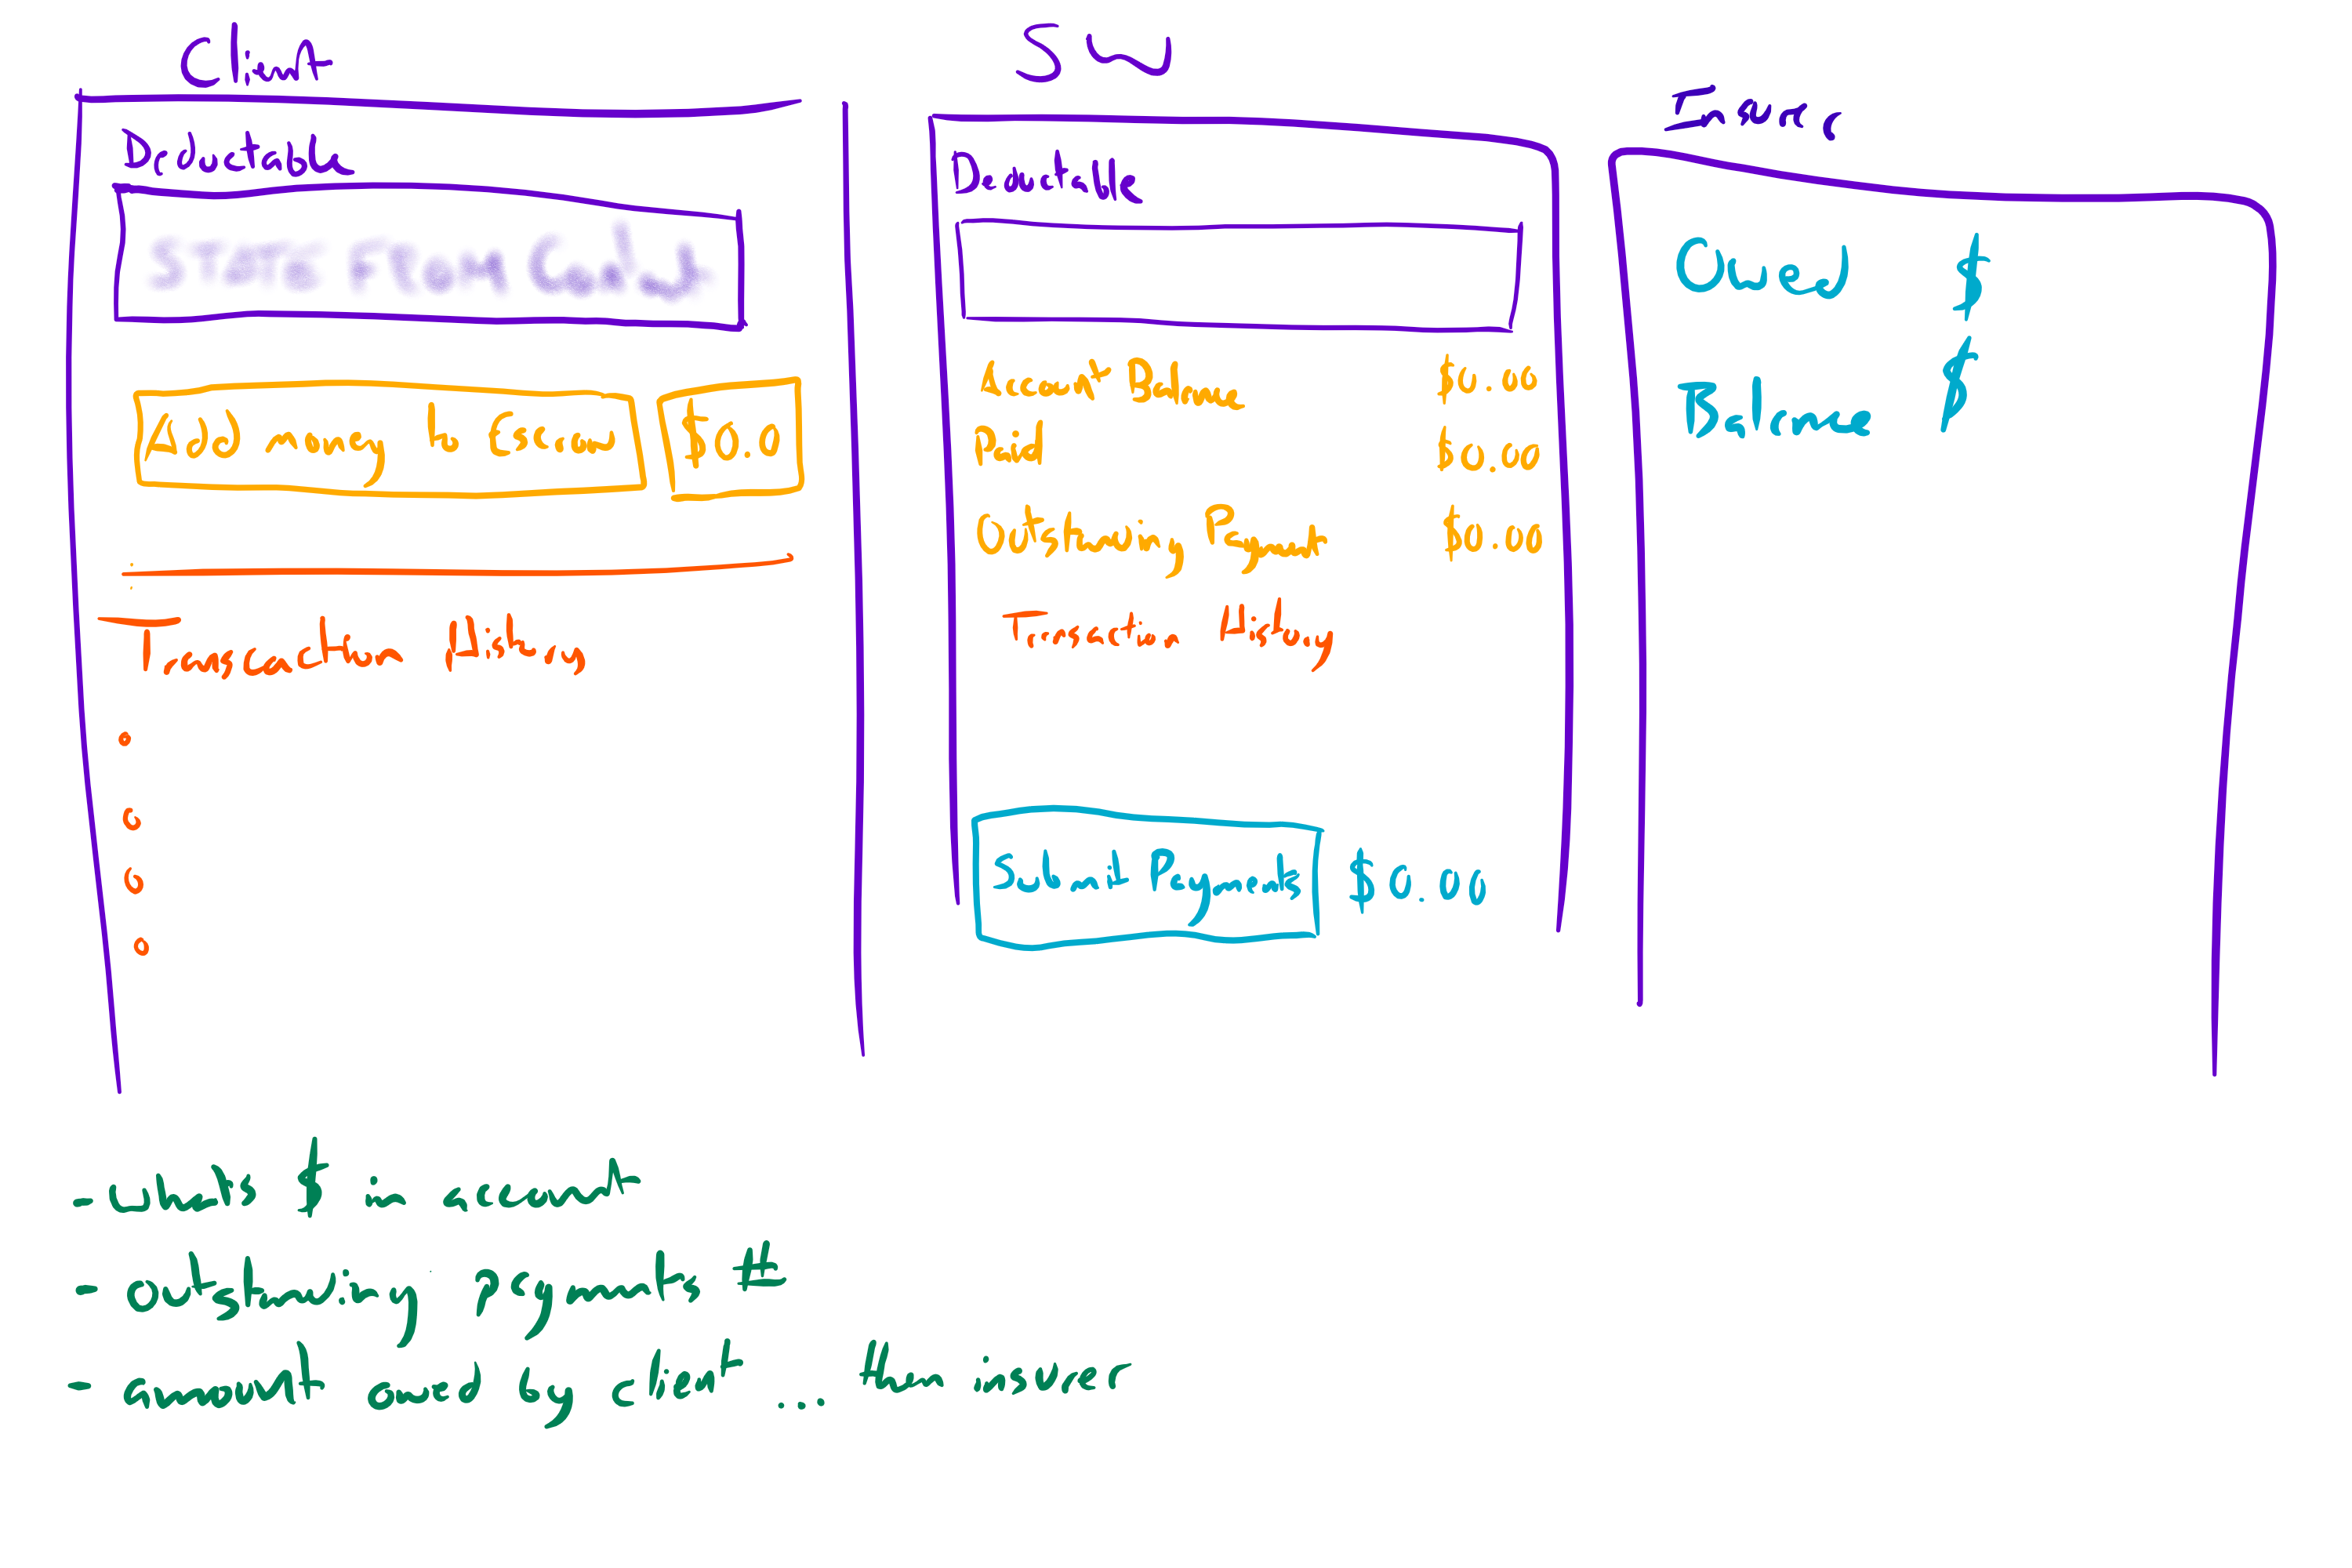 Client
Deductable
STATE FROM
Add money to Escrow $0.0
Transaction History
SW
Deductable
Account Balance $0.00
Paid $0.00
Outstanding Payment $0.00
Transaction History
Submit Payments $0.00
Insurer
Owed $
Balance $
- whats $ in account
- outstanding payments #
- amount owed by client ... then insurer